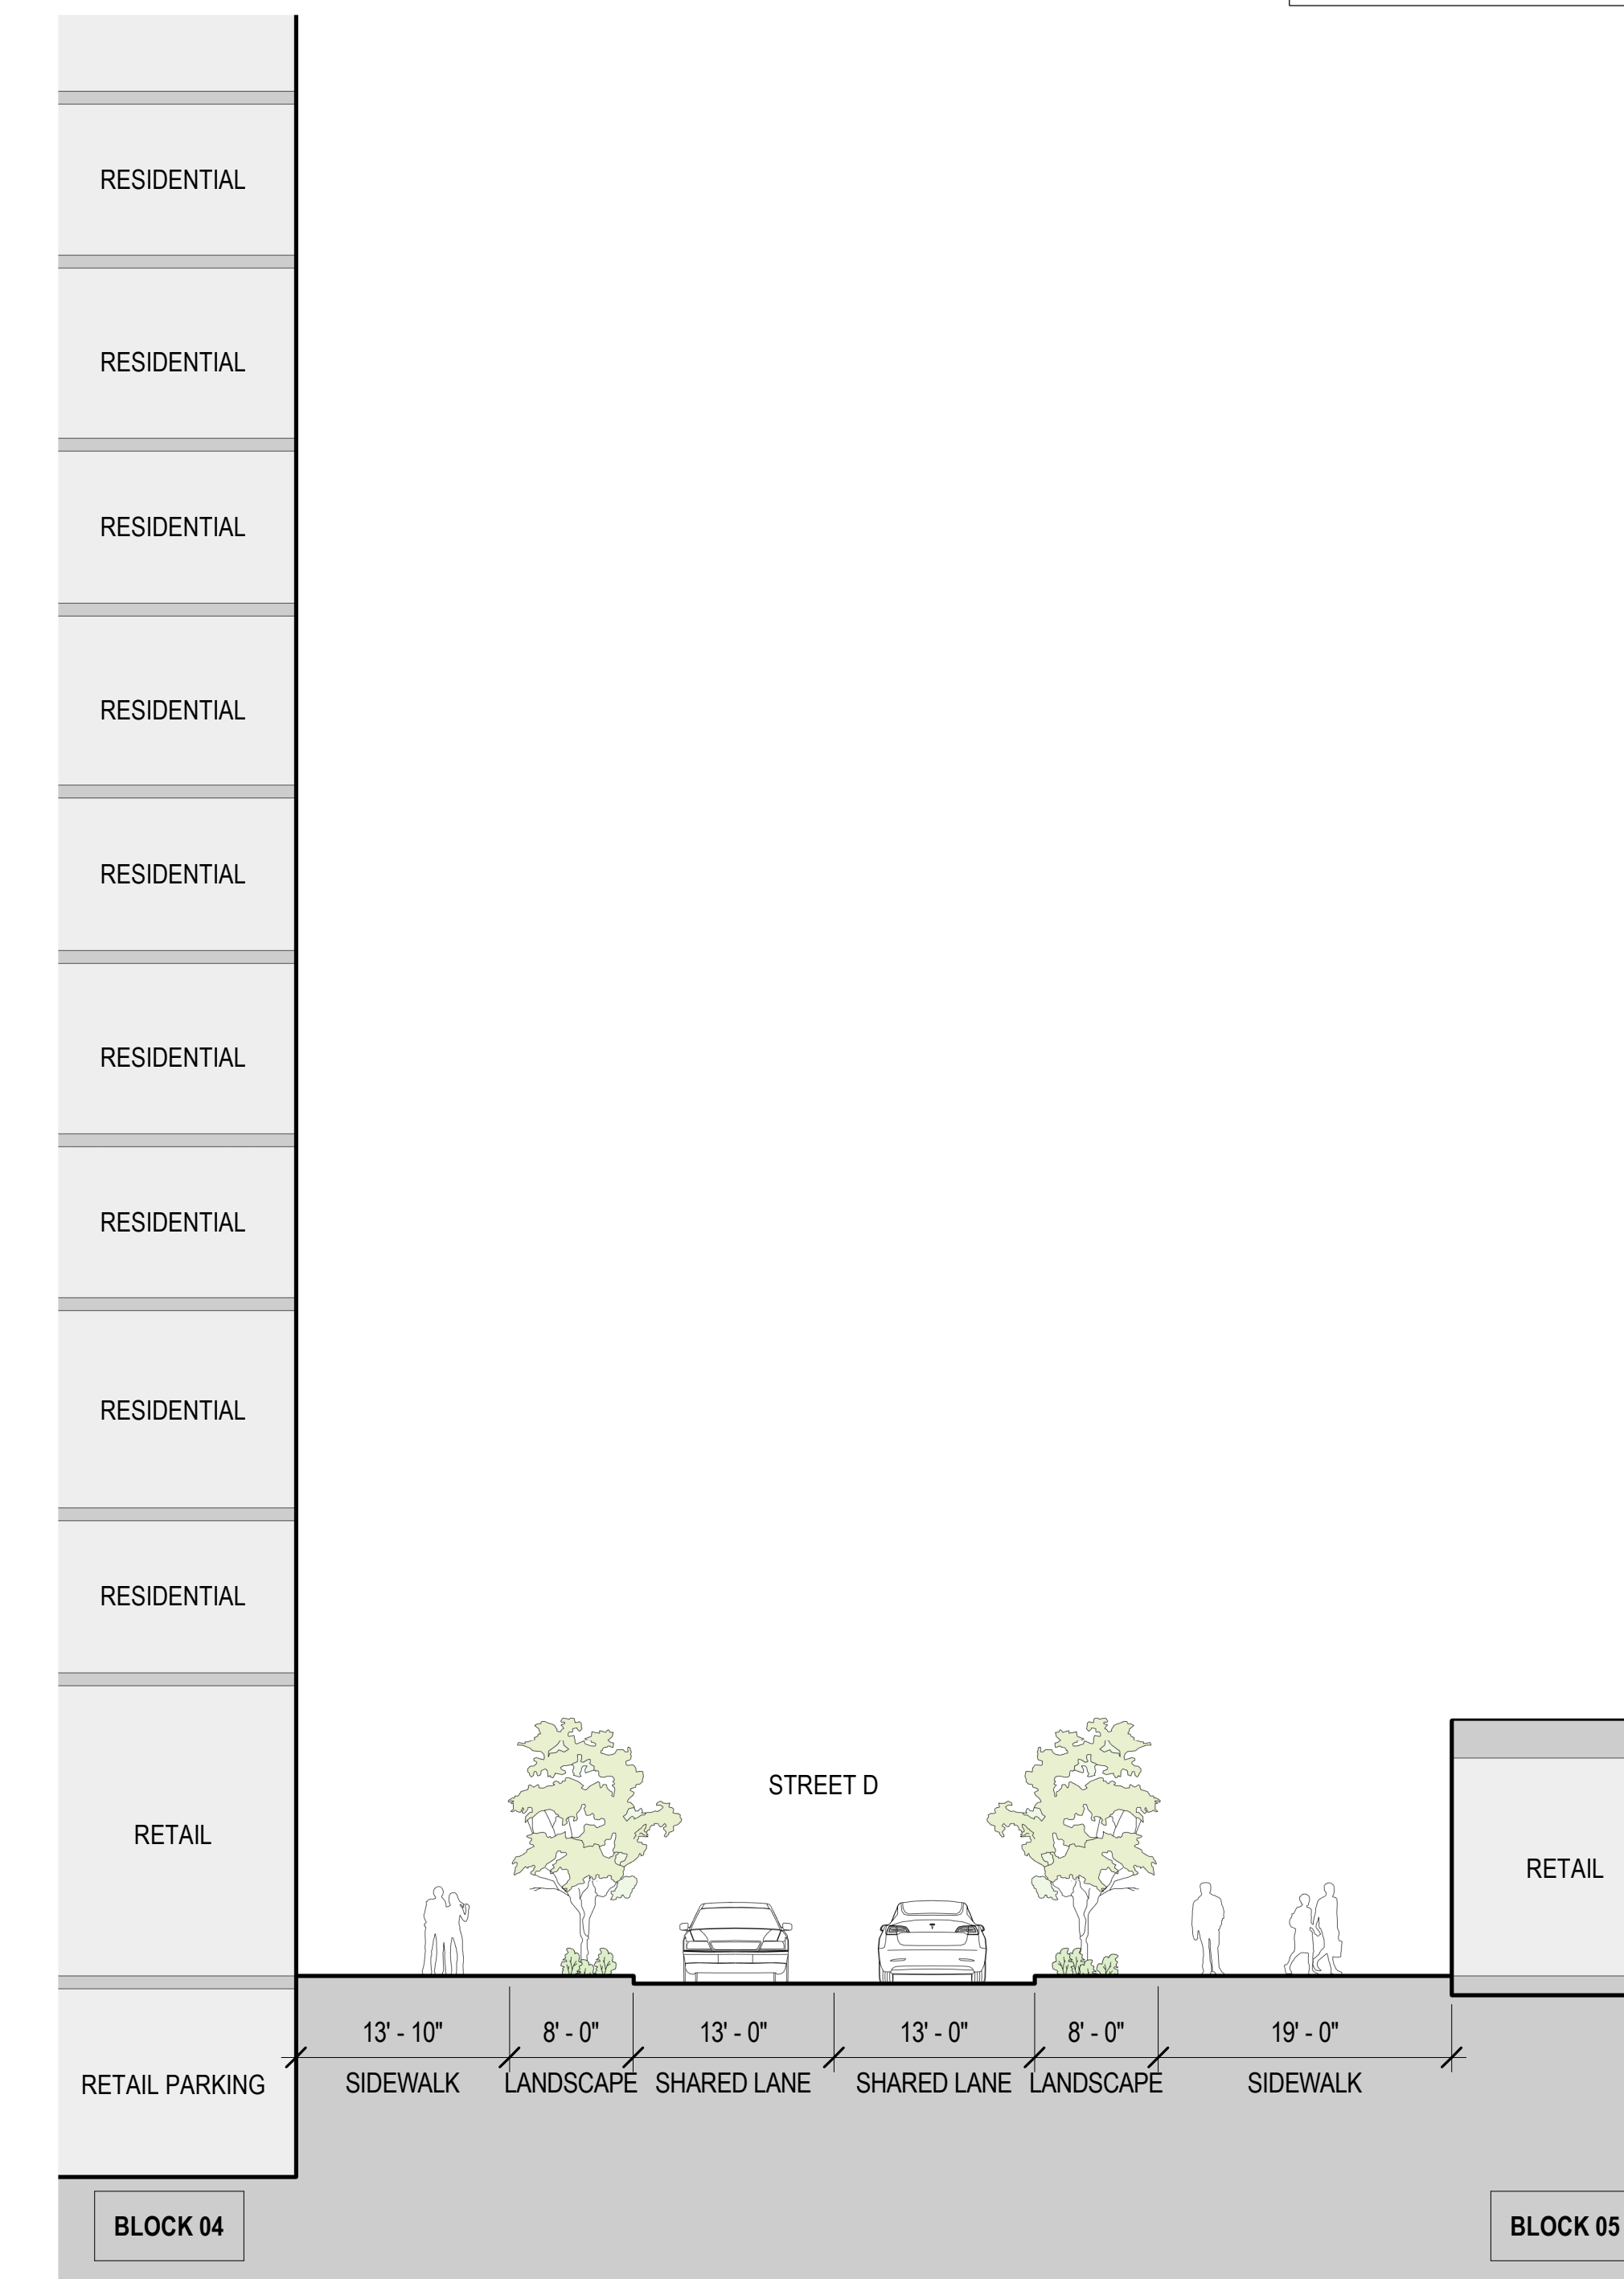 RESIDENTIAL
RESIDENTIAL
RESIDENTIAL
RESIDENTIAL
RESIDENTIAL
RESIDENTIAL
RESIDENTIAL
RESIDENTIAL
RESIDENTIAL
STREET D
RETAIL
RETAIL
13' - 10"
8' - 0"
13' - 0"
13' - 0"
8' - 0"
19' - 0"
RETAIL PARKING
SIDEWALK
LANDSCAPE
SHARED LANE
SHARED LANE
LANDSCAPE
SIDEWALK
BLOCK 04
BLOCK 05